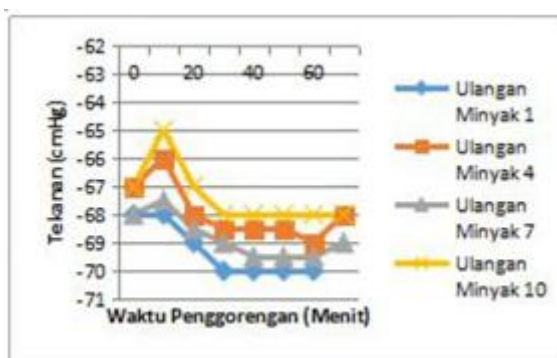 -62
-63
-64
-65
-66
-67
-68
-69
-70
-71
0 20 40 60
Tekanan (cmHg)
Waktu Penggorengan (Menit)
Ulangan
Minyak 1
Ulangan
Minyak 4
Ulangan
Minyak 7
Ulangan
Minyak 10